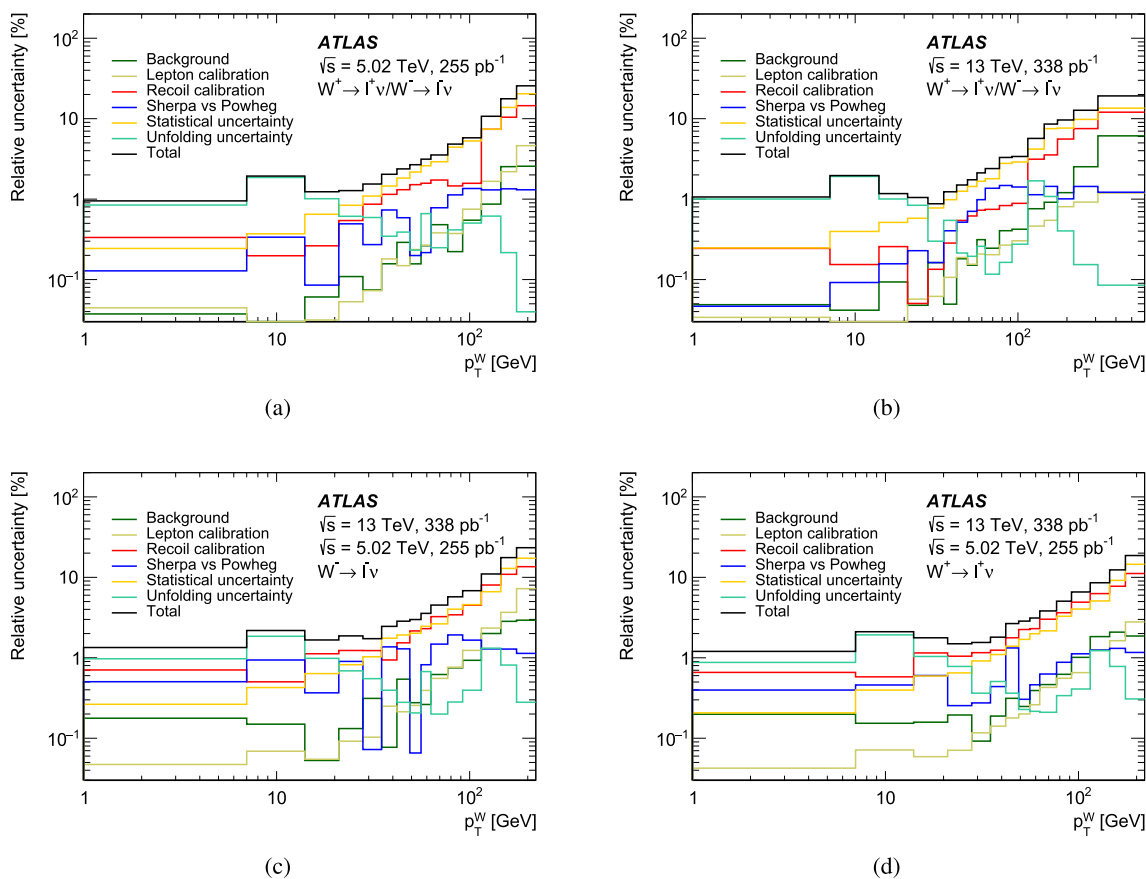 Relative uncertainty [%]
10²
10
1
10⁻¹
Background
Lepton calibration
Recoil calibration
Sherpa vs Powheg
Statistical uncertainty
Unfolding uncertainty
Total
ATLAS
√s = 5.02 TeV, 255 pb⁻¹
W⁺→ l⁺ν/W⁻→ l⁻ν
1 10 10²
p_T^W [GeV]
(a)
Relative uncertainty [%]
10²
10
1
10⁻¹
Background
Lepton calibration
Recoil calibration
Sherpa vs Powheg
Statistical uncertainty
Unfolding uncertainty
Total
ATLAS
√s = 13 TeV, 338 pb⁻¹
W⁺→ l⁺ν/W⁻→ l⁻ν
1 10 10²
p_T^W [GeV]
(b)
Relative uncertainty [%]
10²
10
1
10⁻¹
Background
Lepton calibration
Recoil calibration
Sherpa vs Powheg
Statistical uncertainty
Unfolding uncertainty
Total
ATLAS
√s = 13 TeV, 338 pb⁻¹
√s = 5.02 TeV, 255 pb⁻¹
W⁻→ l⁻ν
1 10 10²
p_T^W [GeV]
(c)
Relative uncertainty [%]
10²
10
1
10⁻¹
Background
Lepton calibration
Recoil calibration
Sherpa vs Powheg
Statistical uncertainty
Unfolding uncertainty
Total
ATLAS
√s = 13 TeV, 338 pb⁻¹
√s = 5.02 TeV, 255 pb⁻¹
W⁺→ l⁺ν
1 10 10²
p_T^W [GeV]
(d)